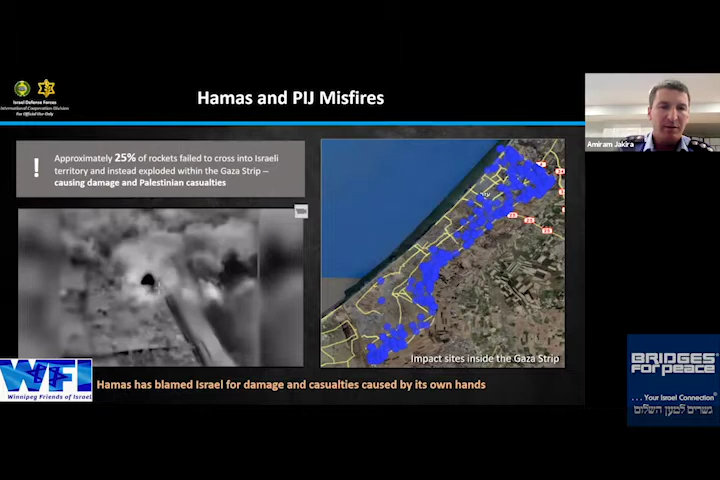 Israel Defense Forces
International Cooperation Division
For Official Use Only
Hamas and PIJ Misfires
Amiram Jakira
!
Approximately 25% of rockets failed to cross into Israeli
territory and instead exploded within the Gaza Strip –
causing damage and Palestinian casualties
Impact sites inside the Gaza Strip
WFI
Winnipeg Friends of Israel
Hamas has blamed Israel for damage and casualties caused by its own hands
BRIDGES
FOR PEACE
. . . Your Israel Connection
גשרים למען השלום